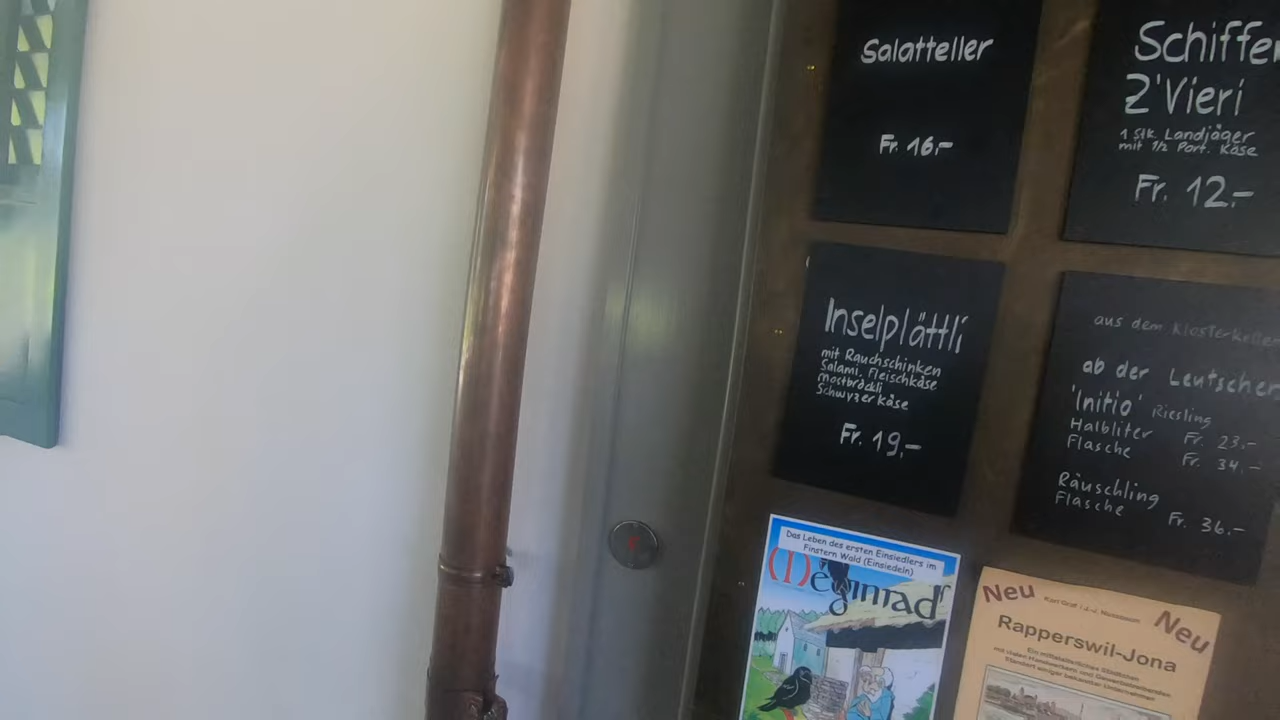 Salatteller
Fr. 16.-
Schiffer
Z'Vieri
1 Stk. Landjäger
mit 1/2 Port. Käse
Fr. 12.-
Inselplättli
mit Rauchschinken
Salami, Fleischkäse
Mostbröckli
Schwyzer Käse
Fr. 19,-
aus dem Klosterkeller
ab der Leutschen
'Initio' Riesling
Halbliter Fr. 23.-
Flasche Fr. 34.-
Räuschling
Flasche Fr. 36.-
Das Leben des ersten Einsiedlers im
Finstern Wald (Einsiedeln)
Meginrad
Neu
Neu
Rapperswil-Jona